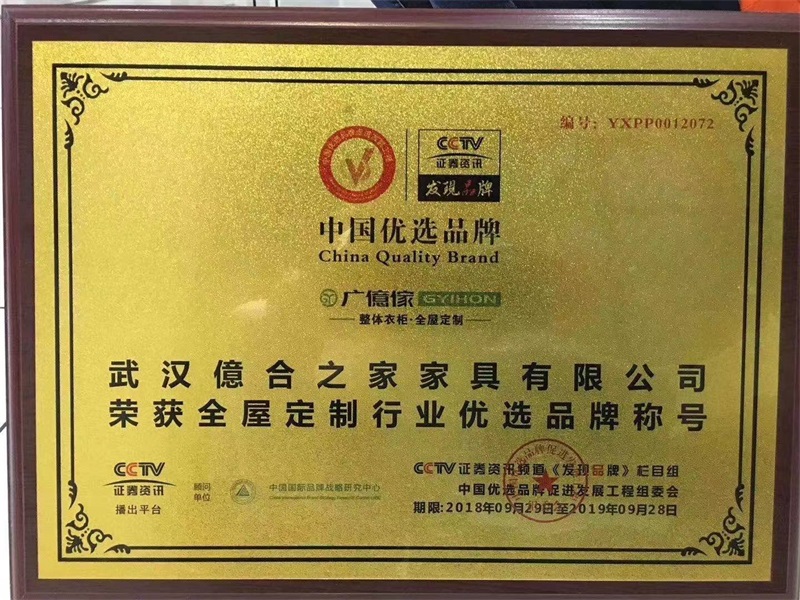 编号：YXPP0012072
CCTV
证券资讯
发现品牌
中国优选品牌
China Quality Brand
广億傢 GYIHON
整体衣柜·全屋定制
武汉億合之家家具有限公司
荣获全屋定制行业优选品牌称号
CCTV
证券资讯
播出平台
顾问
单位
中国国际品牌战略研究中心
CCTV证券资讯频道《发现品牌》栏目组
中国优选品牌促进发展工程组委会
期限：2018年09月29日至2019年09月28日